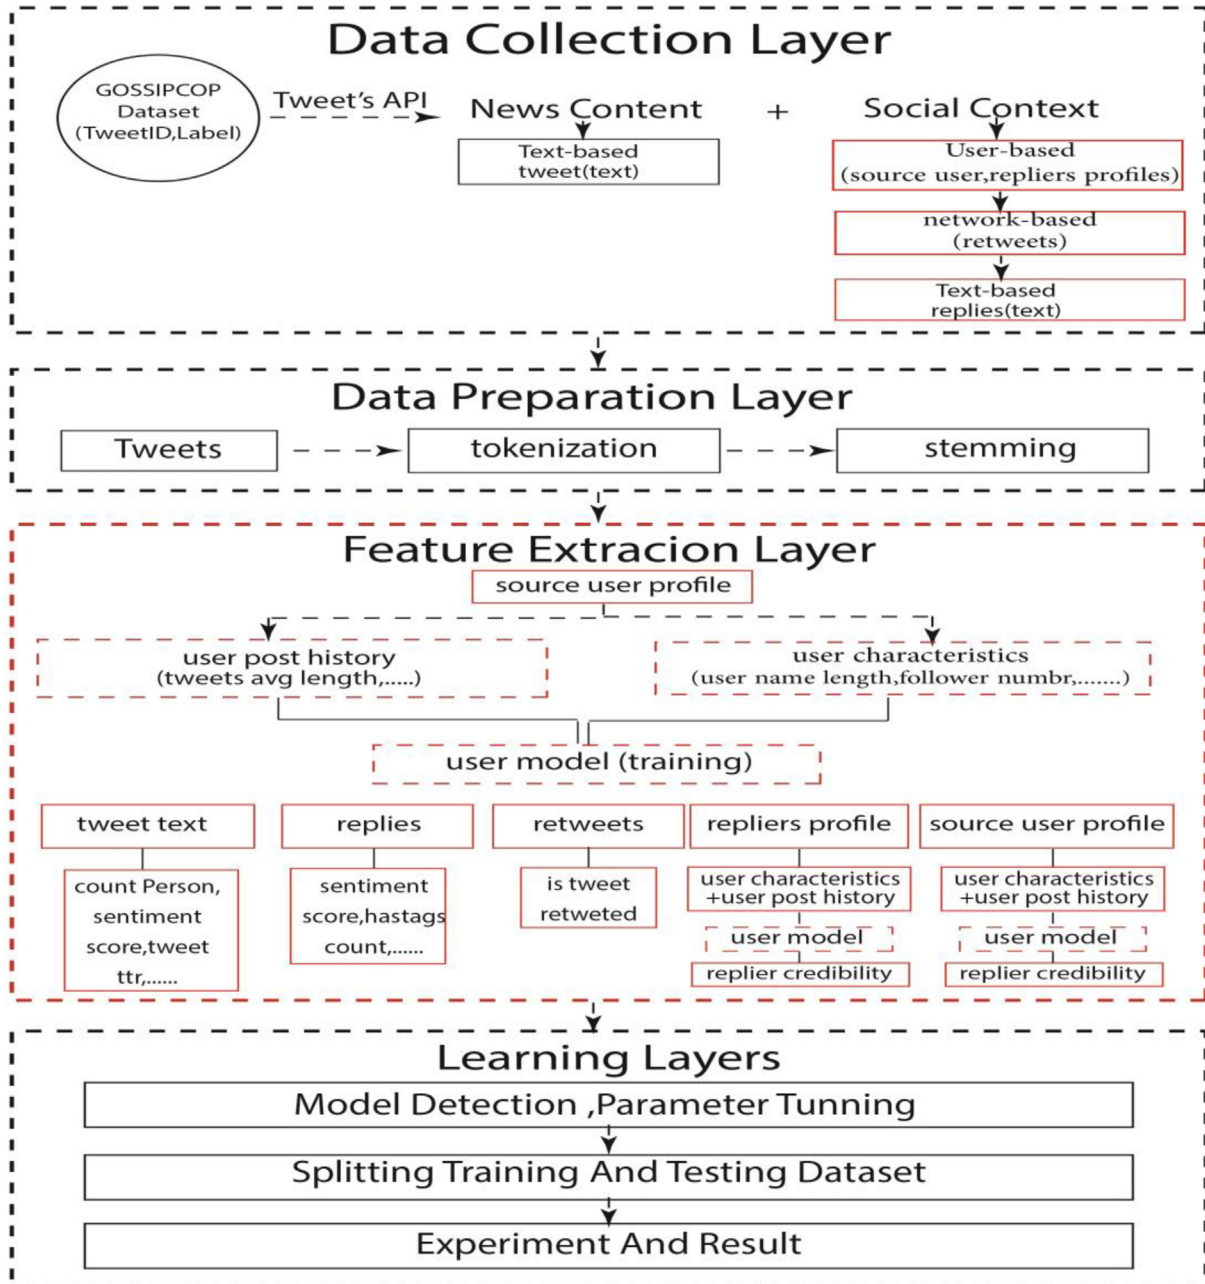 Data Collection Layer
GOSSIPCOP
Dataset
(TweetID,Label)
Tweet's API
News Content
+
Social Context
Text-based
tweet(text)
User-based
(source user,repliers profiles)
network-based
(retweets)
Text-based
replies(text)
Data Preparation Layer
Tweets
tokenization
stemming
Feature Extracion Layer
source user profile
user post history
(tweets avg length,.....)
user characteristics
(user name length,follower numbr,.......)
user model (training)
tweet text
replies
retweets
repliers profile
source user profile
count Person,
sentiment
score,tweet
ttr,......
sentiment
score,hastags
count,......
is tweet
retweted
user characteristics
+user post history
user model
replier credibility
user characteristics
+user post history
user model
replier credibility
Learning Layers
Model Detection ,Parameter Tunning
Splitting Training And Testing Dataset
Experiment And Result